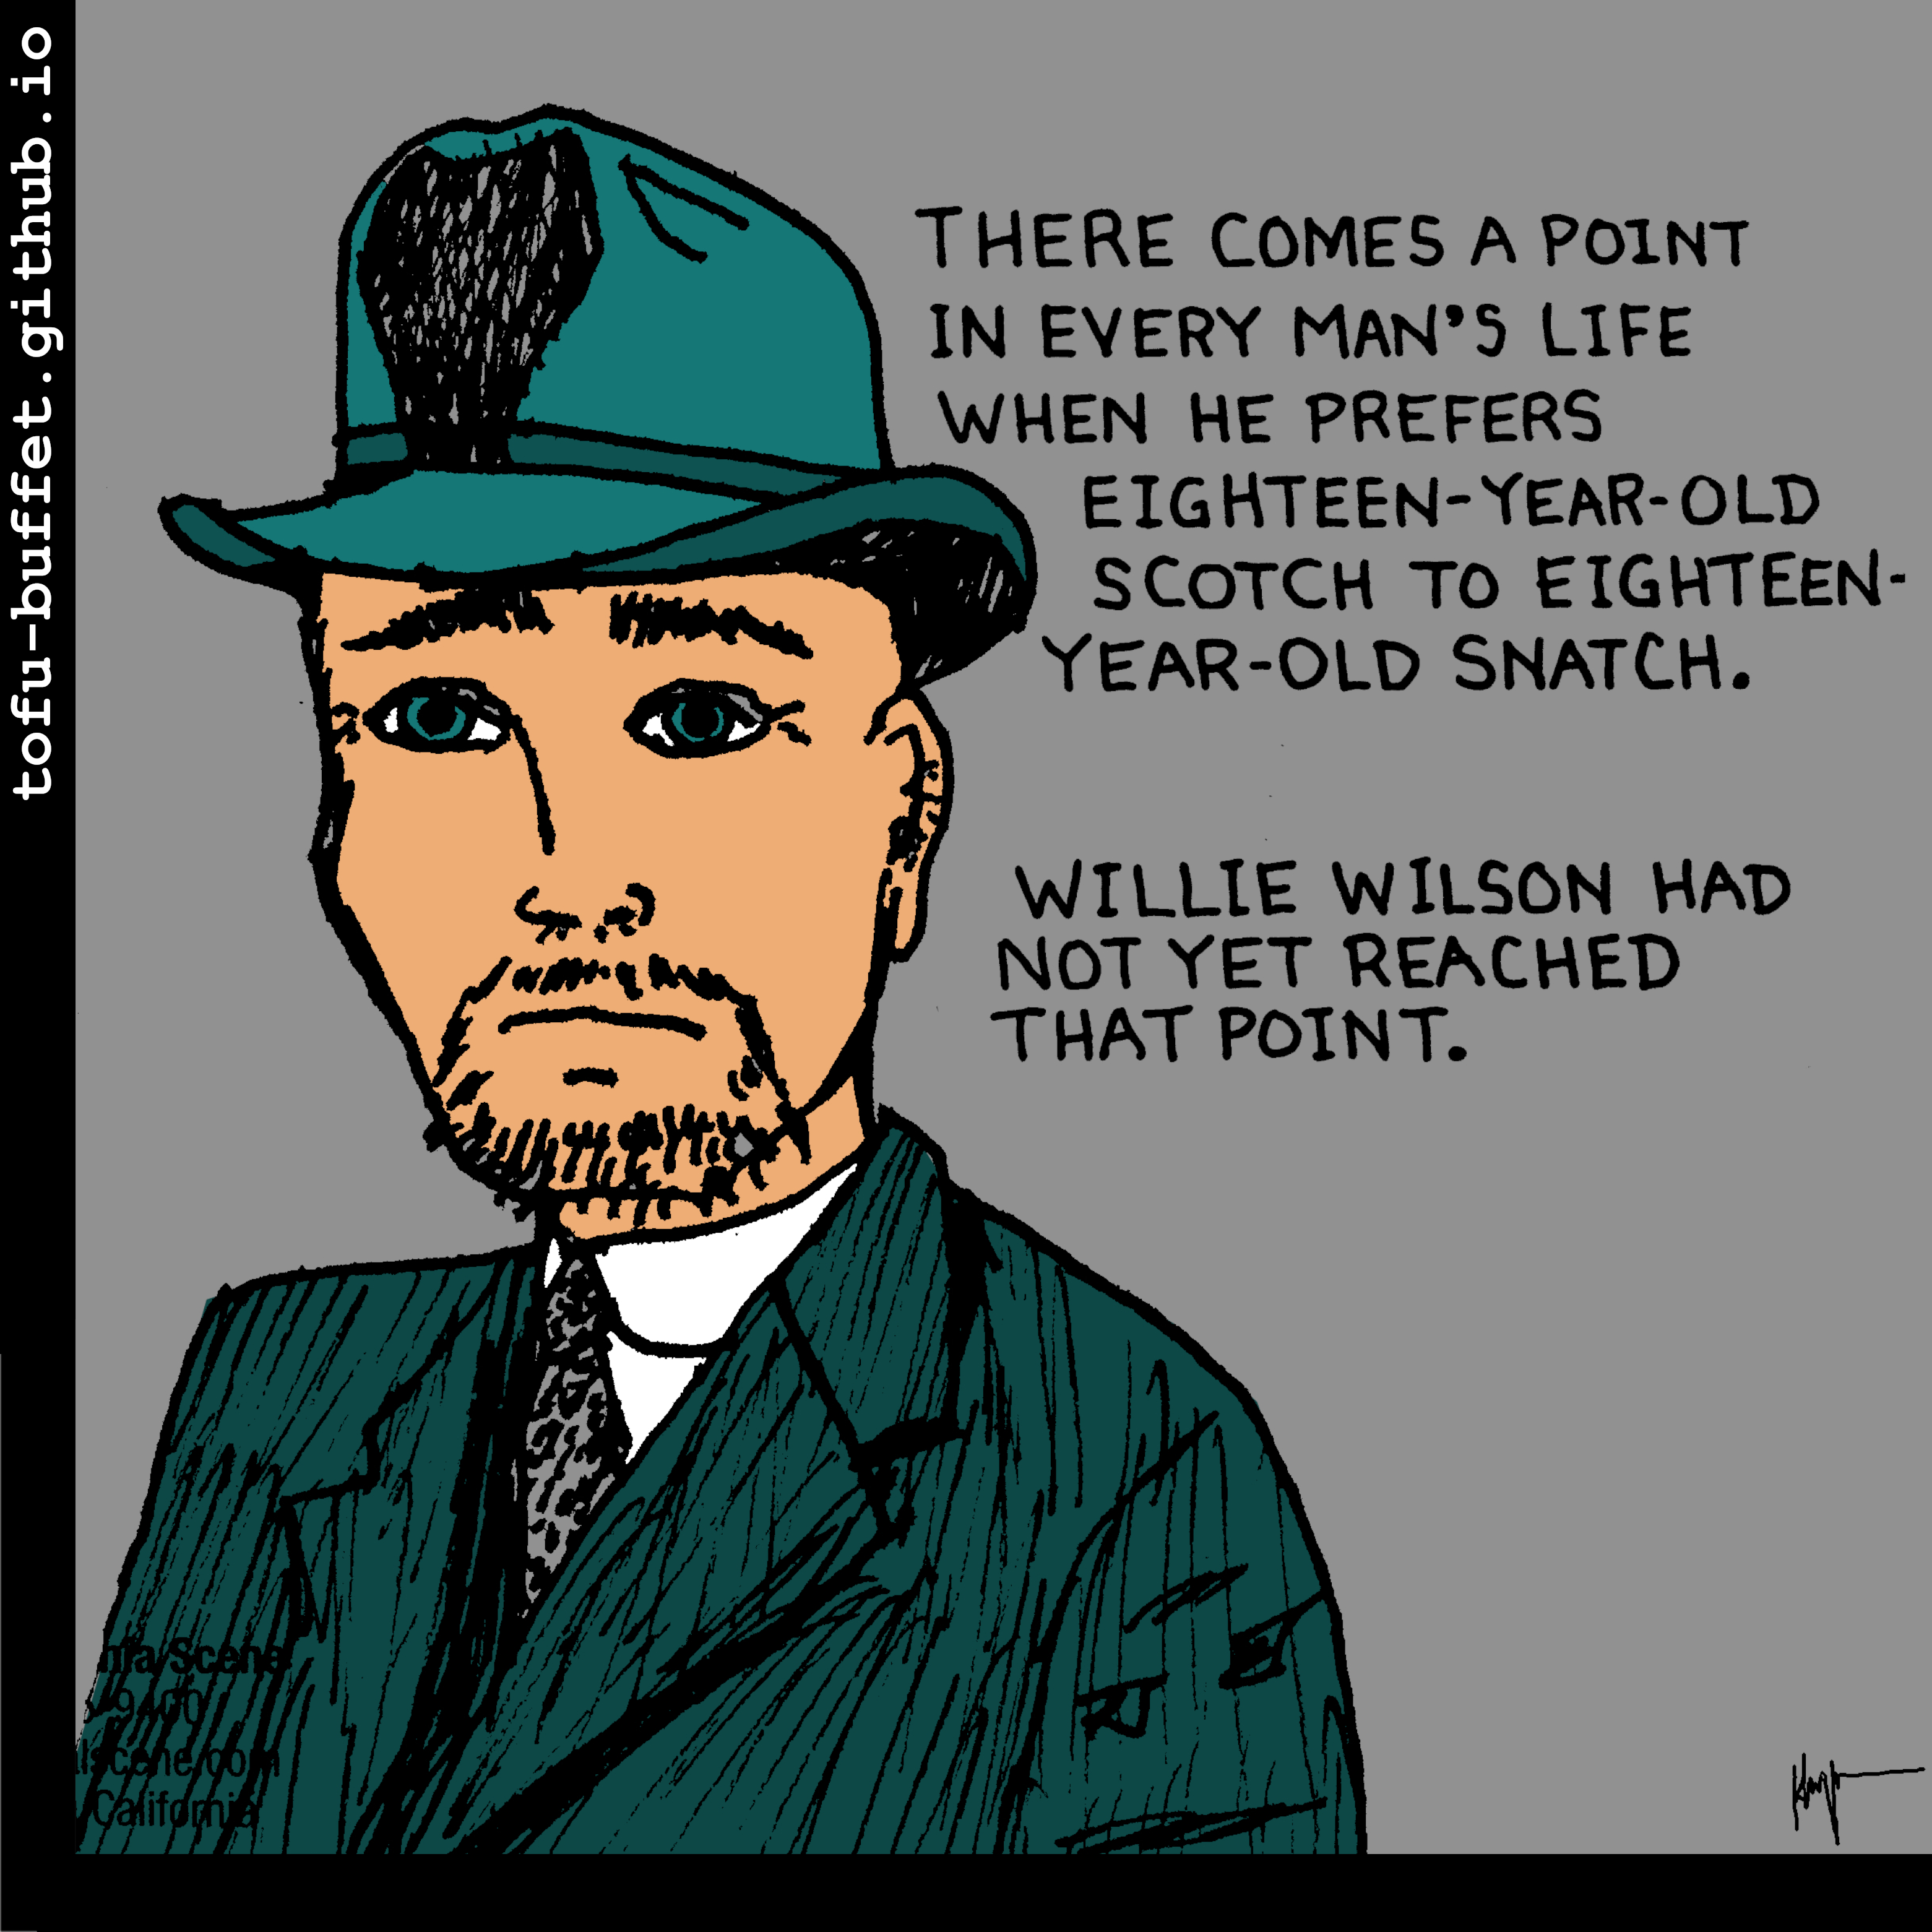 tofu-buffet.github.io
THERE COMES A POINT
IN EVERY MAN'S LIFE
WHEN HE PREFERS
EIGHTEEN-YEAR-OLD
SCOTCH TO EIGHTEEN-
YEAR-OLD SNATCH.
WILLIE WILSON HAD
NOT YET REACHED
THAT POINT.
California